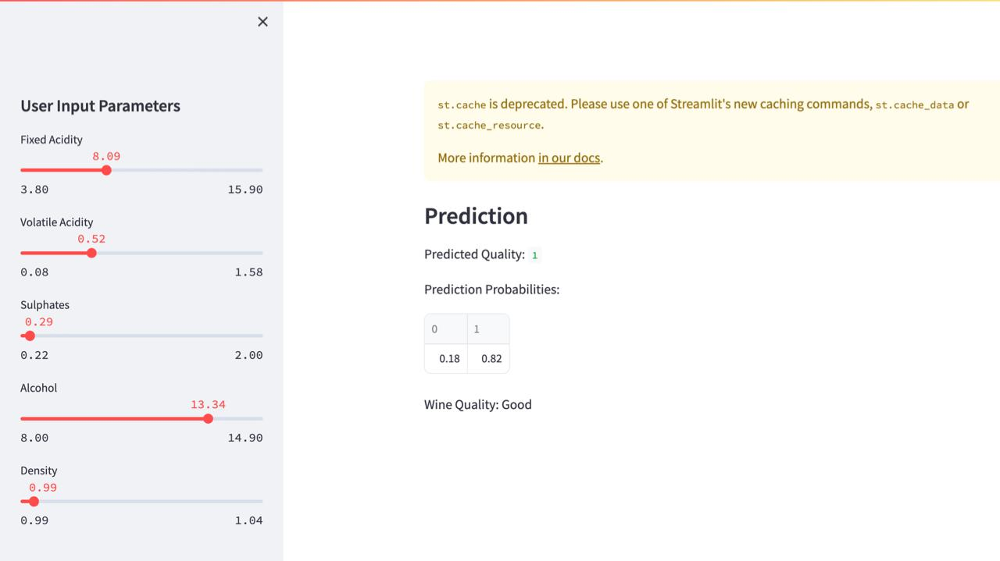 User Input Parameters
Fixed Acidity
8.09
3.80 15.90
Volatile Acidity
0.52
0.08 1.58
Sulphates
0.29
0.22 2.00
Alcohol
13.34
8.00 14.90
Density
0.99
0.99 1.04
st.cache is deprecated. Please use one of Streamlit's new caching commands, st.cache_data or
st.cache_resource.
More information in our docs.
Prediction
Predicted Quality: 1
Prediction Probabilities:
0 1
0.18 0.82
Wine Quality: Good